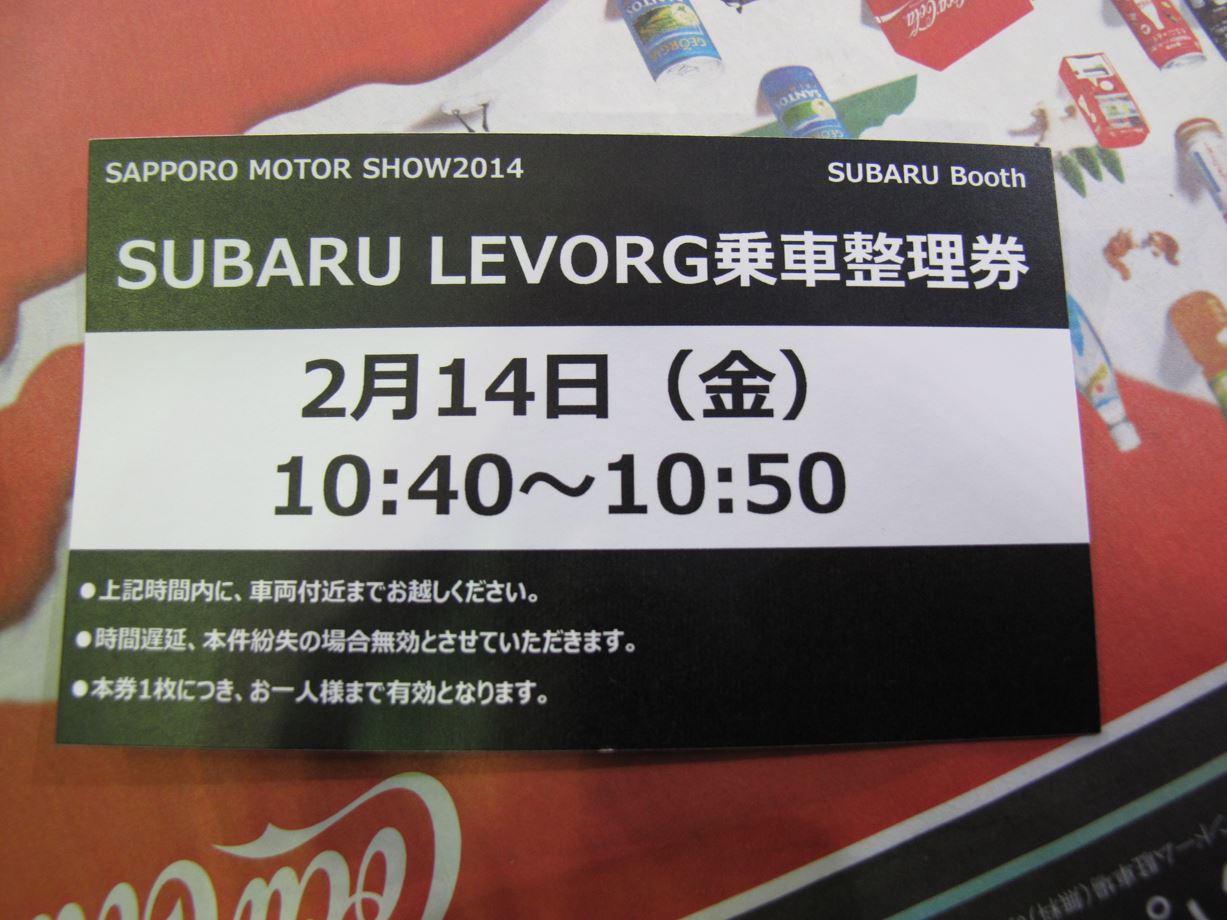 SAPPORO MOTOR SHOW2014
SUBARU Booth
SUBARU LEVORG乗車整理券
2月14日（金）
10:40～10:50
●上記時間内に、車両付近までお越しください。
●時間遅延、本件紛失の場合無効とさせていただきます。
●本券1枚につき、お一人様まで有効となります。
GEORGIA
SANTOS
Coca-Cola